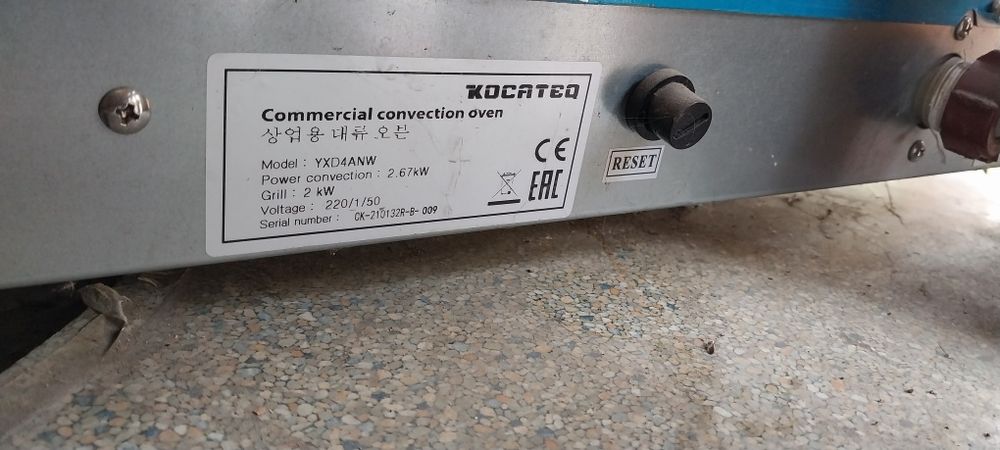 KOCATEQ
Commercial convection oven
상업용 대류 오븐
Model : YXD4ANW
Power convection : 2.67kW
Grill : 2 kW
Voltage : 220/1/50
Serial number : CK-210132R-B-009
CE
EAC
RESET